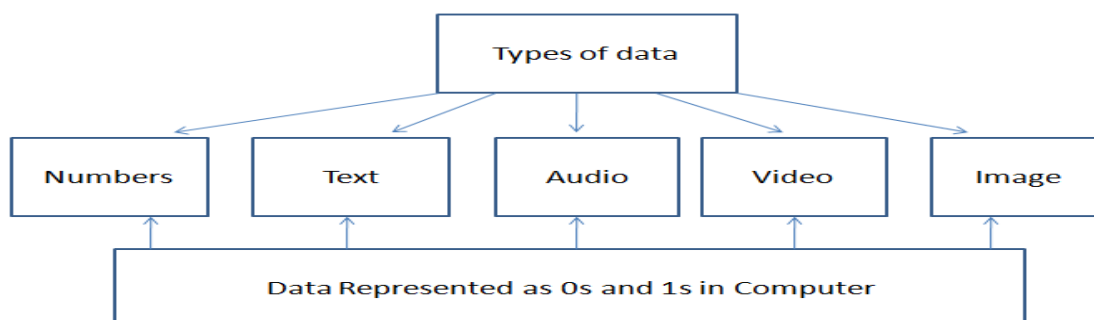 Types of data
Numbers
Text
Audio
Video
Image
Data Represented as 0s and 1s in Computer